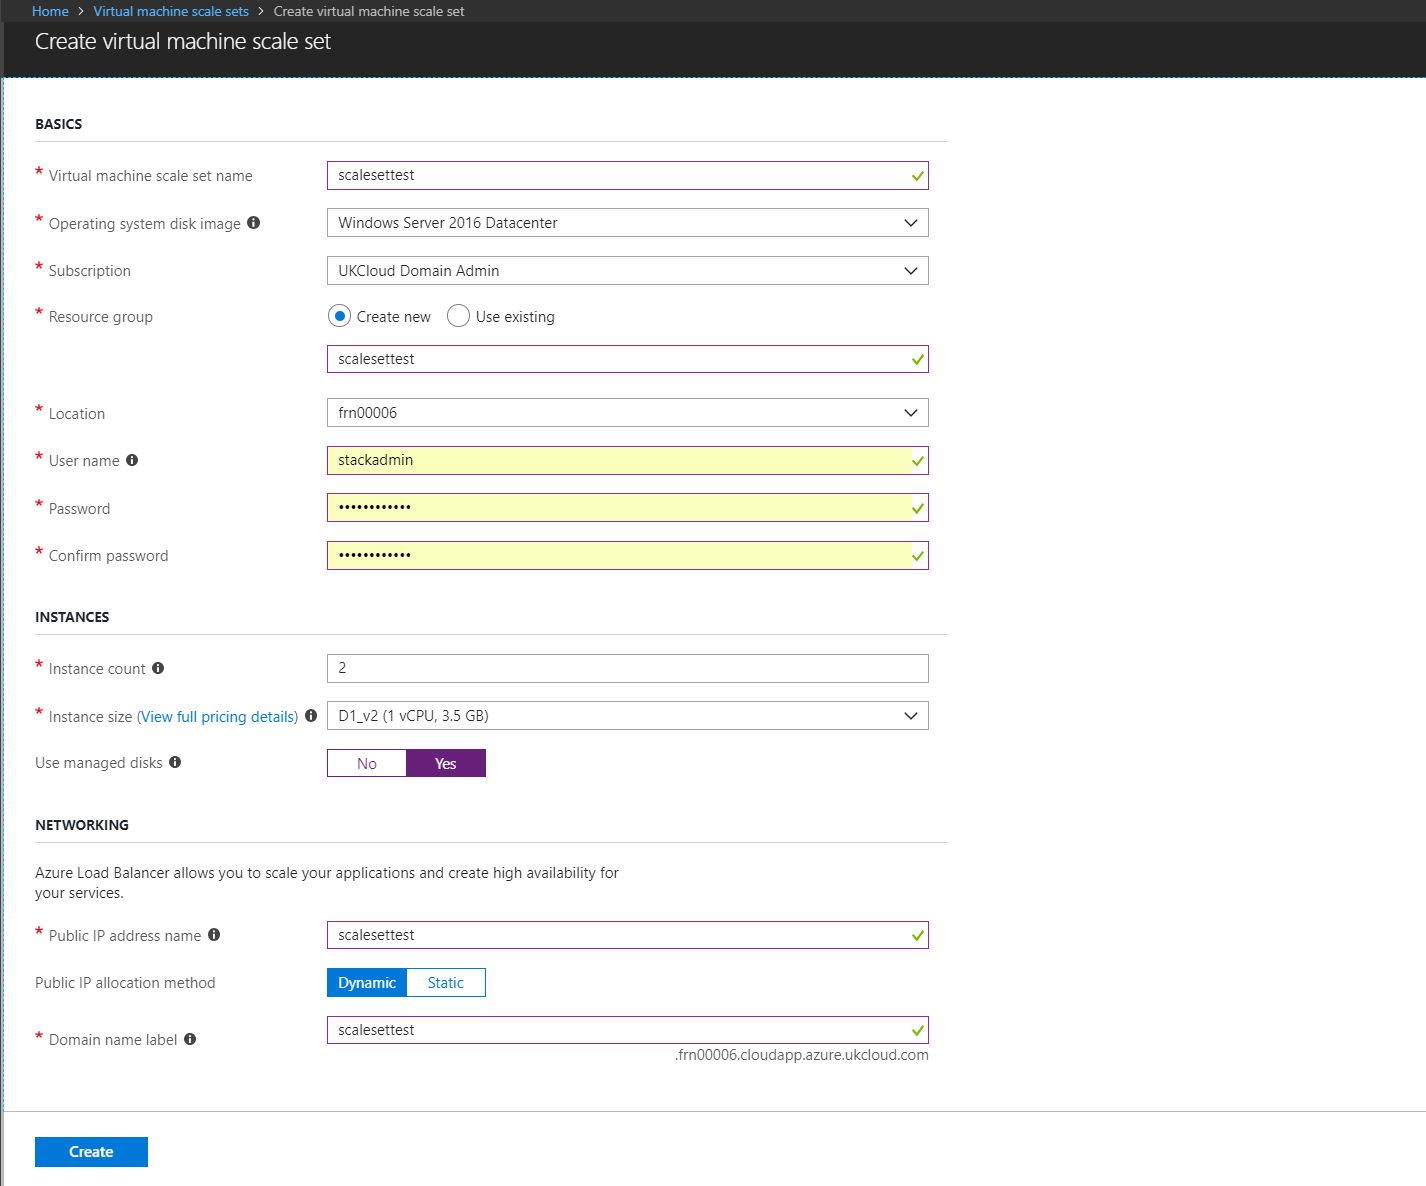 Home > Virtual machine scale sets > Create virtual machine scale set
Create virtual machine scale set
BASICS
* Virtual machine scale set name
scalesettest
* Operating system disk image
Windows Server 2016 Datacenter
* Subscription
UKCloud Domain Admin
* Resource group
Create new Use existing
scalesettest
* Location
frn00006
* User name
stackadmin
* Password
••••••••••••
* Confirm password
••••••••••••
INSTANCES
* Instance count
2
* Instance size (View full pricing details)
D1_v2 (1 vCPU, 3.5 GB)
Use managed disks
No Yes
NETWORKING
Azure Load Balancer allows you to scale your applications and create high availability for
your services.
* Public IP address name
scalesettest
Public IP allocation method
Dynamic Static
* Domain name label
scalesettest
.frn00006.cloudapp.azure.ukcloud.com
Create